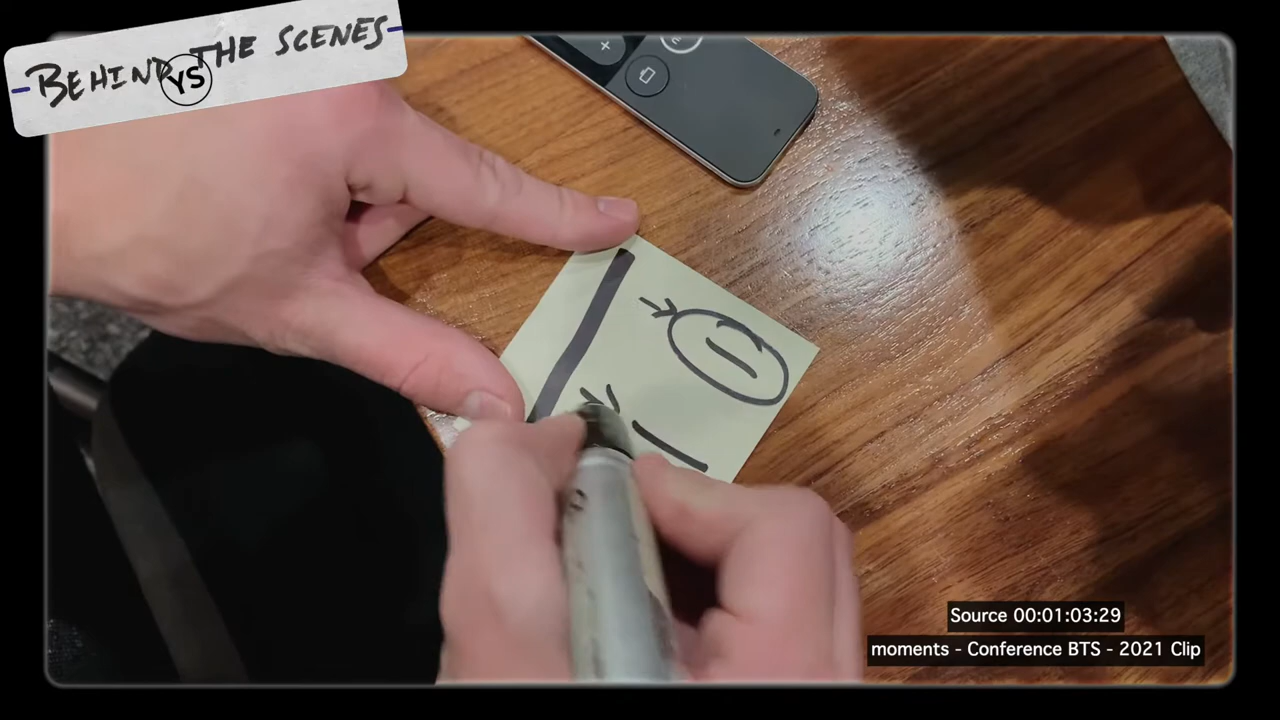 -BEHIND THE SCENES-
YS
Source 00:01:03:29
moments - Conference BTS - 2021 Clip